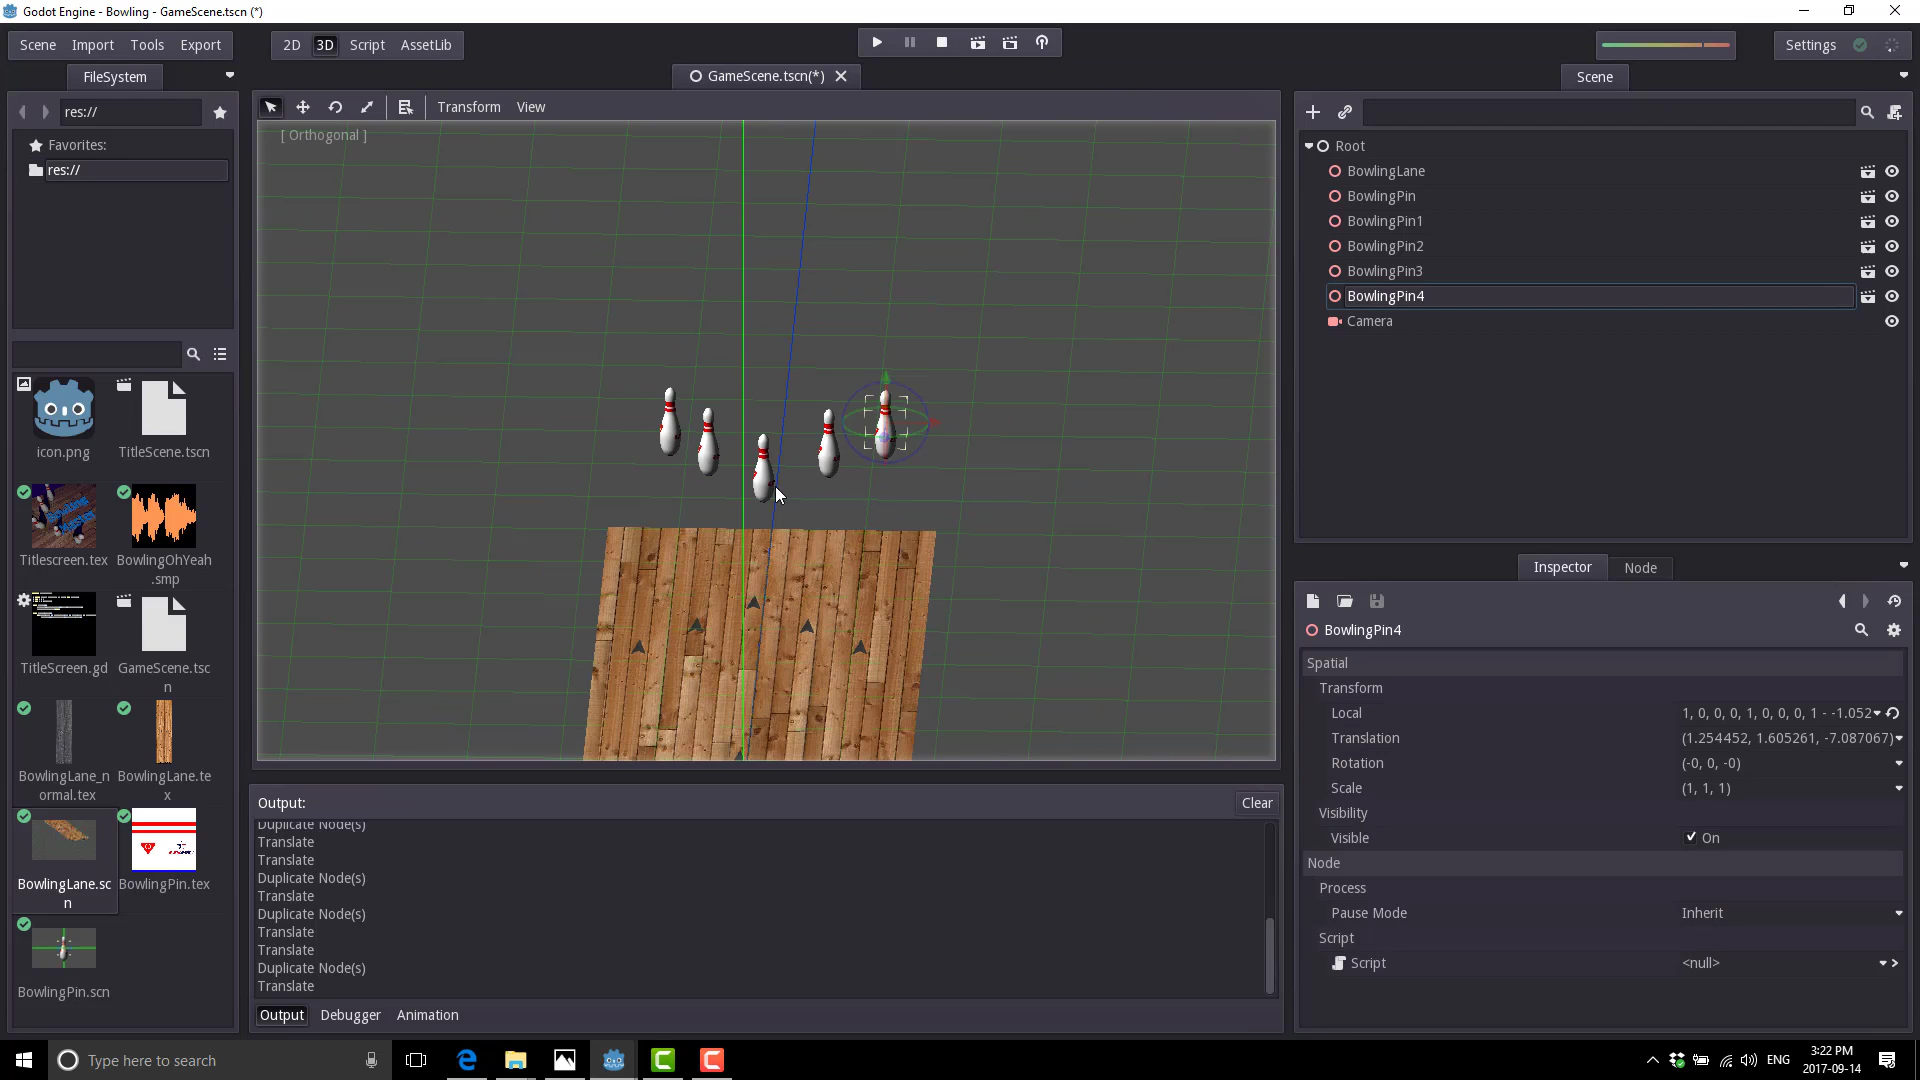 Godot Engine - Bowling - GameScene.tscn (*)
Scene Import Tools Export
2D 3D Script AssetLib
Settings
FileSystem
GameScene.tscn(*)
Scene
res://
Transform View
[ Orthogonal ]
Favorites:
res://
Root
BowlingLane
BowlingPin
BowlingPin1
BowlingPin2
BowlingPin3
BowlingPin4
Camera
icon.png
TitleScene.tscn
Titlescreen.tex
BowlingOhYeah
.smp
TitleScreen.gd
GameScene.tsc
n
BowlingLane_n
ormal.tex
BowlingLane.te
x
BowlingLane.sc
n
BowlingPin.tex
BowlingPin.scn
Inspector Node
BowlingPin4
Spatial
Transform
Local 1, 0, 0, 0, 1, 0, 0, 0, 1 - -1.052
Translation (1.254452, 1.605261, -7.087067)
Rotation (-0, 0, -0)
Scale (1, 1, 1)
Visibility
Visible On
Node
Process
Pause Mode Inherit
Script
Script <null>
Output:
Clear
Duplicate Node(s)
Translate
Translate
Duplicate Node(s)
Translate
Duplicate Node(s)
Translate
Translate
Duplicate Node(s)
Translate
Output Debugger Animation
Type here to search
ENG
3:22 PM
2017-09-14